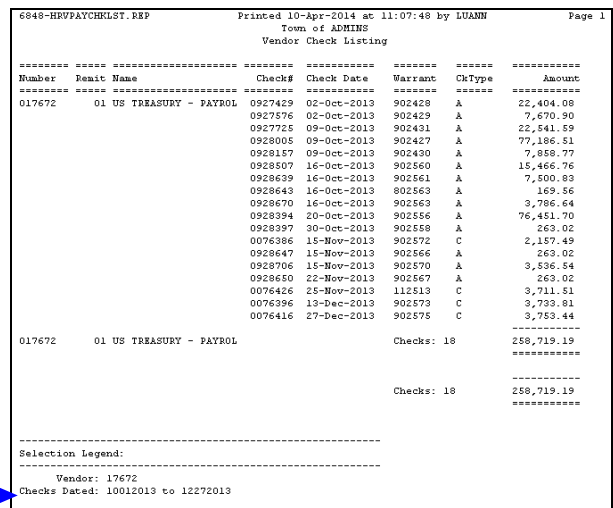 6848-HRVPAYCHKLST.REP Printed 10-Apr-2014 at 11:07:48 by LUANN Page 1
Town of ADMINS
Vendor Check Listing
======== ===== ==================== ======== =========== ======= ====== ===========
Number Remit Name Check# Check Date Warrant CkType Amount
======== ===== ==================== ======== =========== ======= ====== ===========
017672 01 US TREASURY - PAYROL 0927429 02-Oct-2013 902428 A 22,404.08
0927576 02-Oct-2013 902429 A 7,670.90
0927725 09-Oct-2013 902431 A 22,541.59
0928005 09-Oct-2013 902427 A 77,186.51
0928157 09-Oct-2013 902430 A 7,858.77
0928507 16-Oct-2013 902560 A 15,466.76
0928639 16-Oct-2013 902561 A 7,500.83
0928643 16-Oct-2013 802563 A 169.56
0928670 16-Oct-2013 902563 A 3,786.64
0928394 20-Oct-2013 902556 A 76,451.70
0928397 30-Oct-2013 902558 A 263.02
0076386 15-Nov-2013 902572 C 2,157.49
0928647 15-Nov-2013 902566 A 263.02
0928706 15-Nov-2013 902570 A 3,536.54
0928650 22-Nov-2013 902567 A 263.02
0076426 25-Nov-2013 112513 C 3,711.51
0076396 13-Dec-2013 902573 C 3,733.81
0076416 27-Dec-2013 902575 C 3,753.44
-----------
017672 01 US TREASURY - PAYROL Checks: 18 258,719.19
===========
-----------
Checks: 18 258,719.19
===========
------------------------------------------------------------
Selection Legend:
------------------------------------------------------------
Vendor: 17672
Checks Dated: 10012013 to 12272013